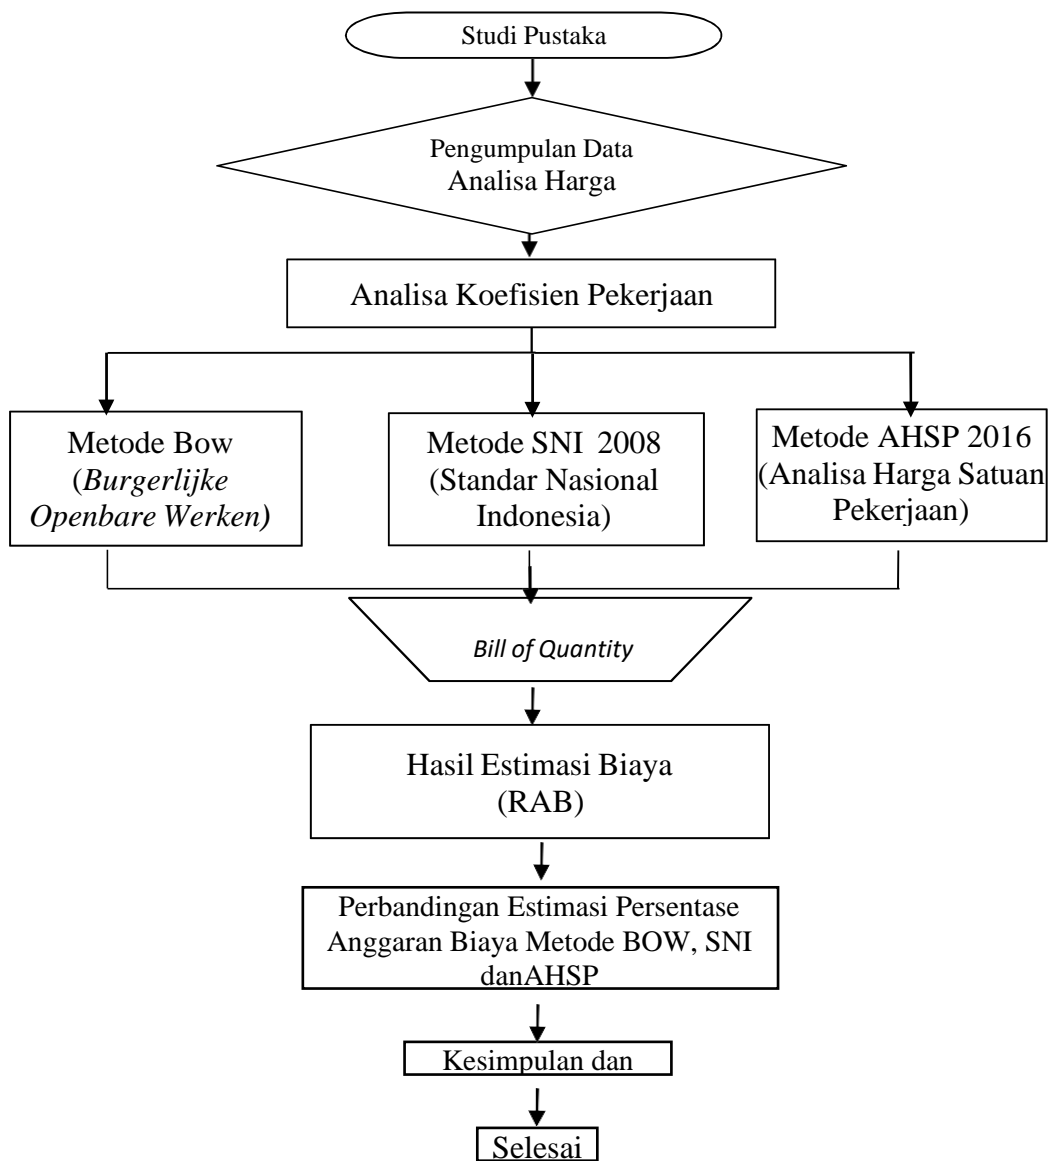 Studi Pustaka
Pengumpulan Data
Analisa Harga
Analisa Koefisien Pekerjaan
Metode Bow
(Burgerlijke
Openbare Werken)
Metode SNI 2008
(Standar Nasional
Indonesia)
Metode AHSP 2016
(Analisa Harga Satuan
Pekerjaan)
Bill of Quantity
Hasil Estimasi Biaya
(RAB)
Perbandingan Estimasi Persentase
Anggaran Biaya Metode BOW, SNI
danAHSP
Kesimpulan dan
Selesai